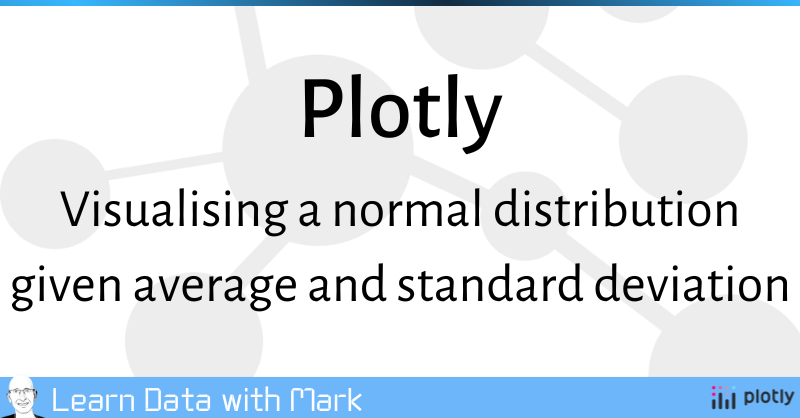 Plotly
Visualising a normal distribution
given average and standard deviation
Learn Data with Mark
plotly